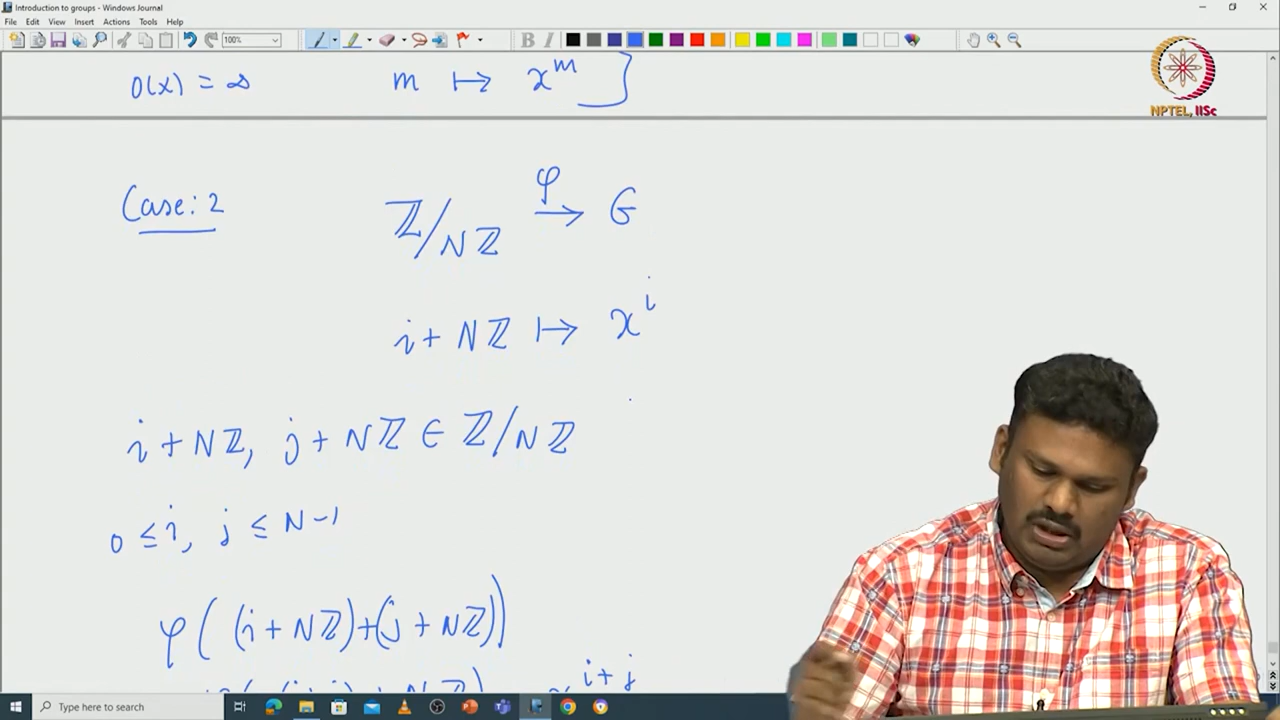 Introduction to groups - Windows Journal
File Edit View Insert Actions Tools Help
100%
B I
O(x) = ∞ m ↦ x^m ]
NPTEL, IISc
Case: 2 ℤ/Nℤ →^φ G
i + Nℤ ↦ x^i
i + Nℤ, j + Nℤ ∈ ℤ/Nℤ
0 ≤ i, j ≤ N-1
φ((i + Nℤ)+(j + Nℤ))
i+j
Type here to search